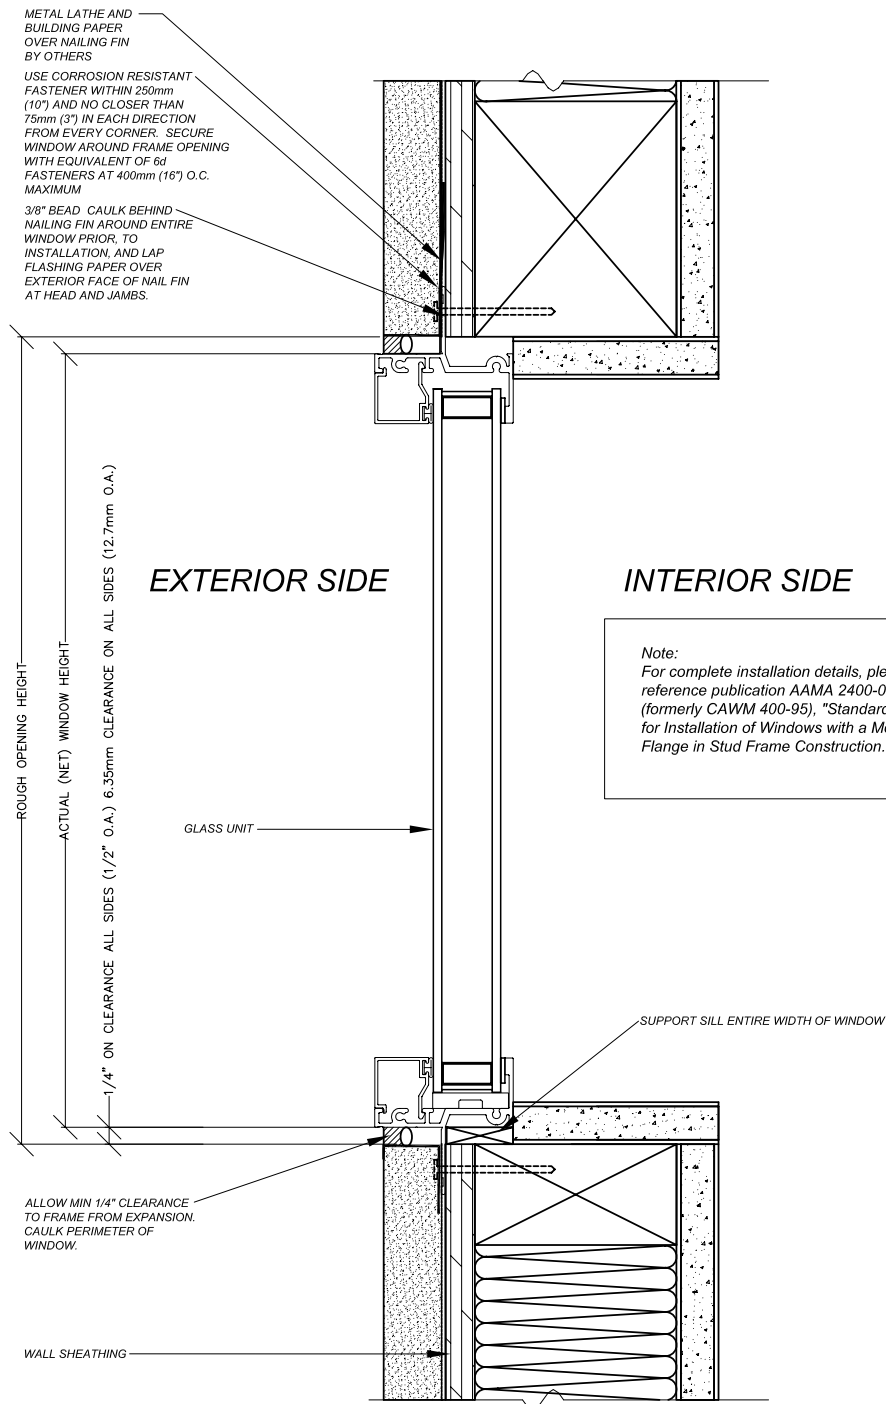 METAL LATHE AND
BUILDING PAPER
OVER NAILING FIN
BY OTHERS
USE CORROSION RESISTANT
FASTENER WITHIN 250mm
(10") AND NO CLOSER THAN
75mm (3") IN EACH DIRECTION
FROM EVERY CORNER. SECURE
WINDOW AROUND FRAME OPENING
WITH EQUIVALENT OF 6d
FASTENERS AT 400mm (16") O.C.
MAXIMUM
3/8" BEAD CAULK BEHIND
NAILING FIN AROUND ENTIRE
WINDOW PRIOR, TO
INSTALLATION, AND LAP
FLASHING PAPER OVER
EXTERIOR FACE OF NAIL FIN
AT HEAD AND JAMBS.
ROUGH OPENING HEIGHT
ACTUAL (NET) WINDOW HEIGHT
1/4" ON CLEARANCE ALL SIDES (1/2" O.A.) 6.35mm CLEARANCE ON ALL SIDES (12.7mm O.A.)
EXTERIOR SIDE
INTERIOR SIDE
Note:
For complete installation details, ple
reference publication AAMA 2400-0
(formerly CAWM 400-95), "Standard
for Installation of Windows with a Mo
Flange in Stud Frame Construction.
GLASS UNIT
SUPPORT SILL ENTIRE WIDTH OF WINDOW
ALLOW MIN 1/4" CLEARANCE
TO FRAME FROM EXPANSION.
CAULK PERIMETER OF
WINDOW.
WALL SHEATHING